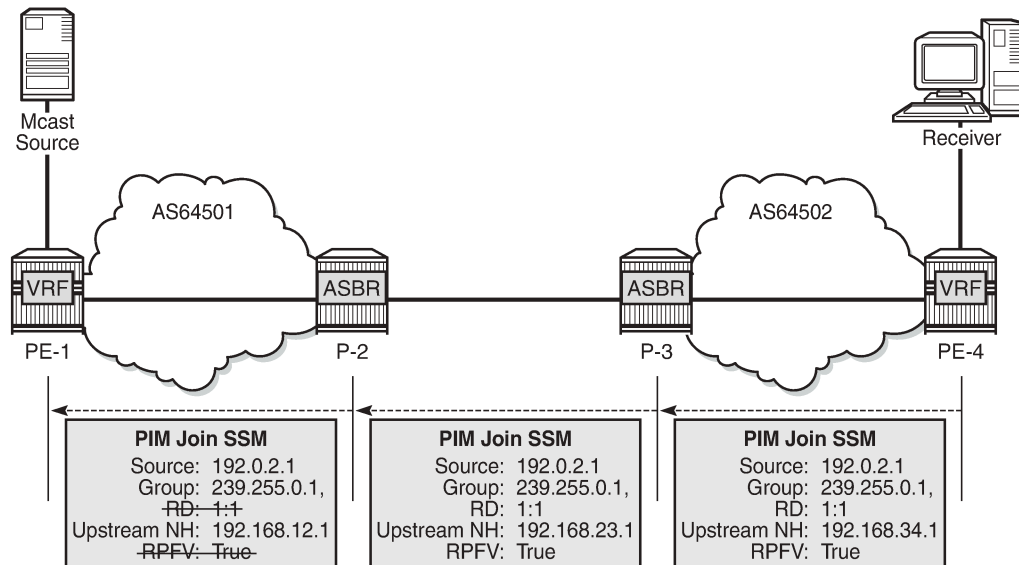 Mcast
Source
Receiver
AS64501
AS64502
VRF
ASBR
ASBR
VRF
PE-1
P-2
P-3
PE-4
PIM Join SSM
Source: 192.0.2.1
Group: 239.255.0.1,
RD: 1:1
Upstream NH: 192.168.12.1
RPFV: True
PIM Join SSM
Source: 192.0.2.1
Group: 239.255.0.1,
RD: 1:1
Upstream NH: 192.168.23.1
RPFV: True
PIM Join SSM
Source: 192.0.2.1
Group: 239.255.0.1,
RD: 1:1
Upstream NH: 192.168.34.1
RPFV: True